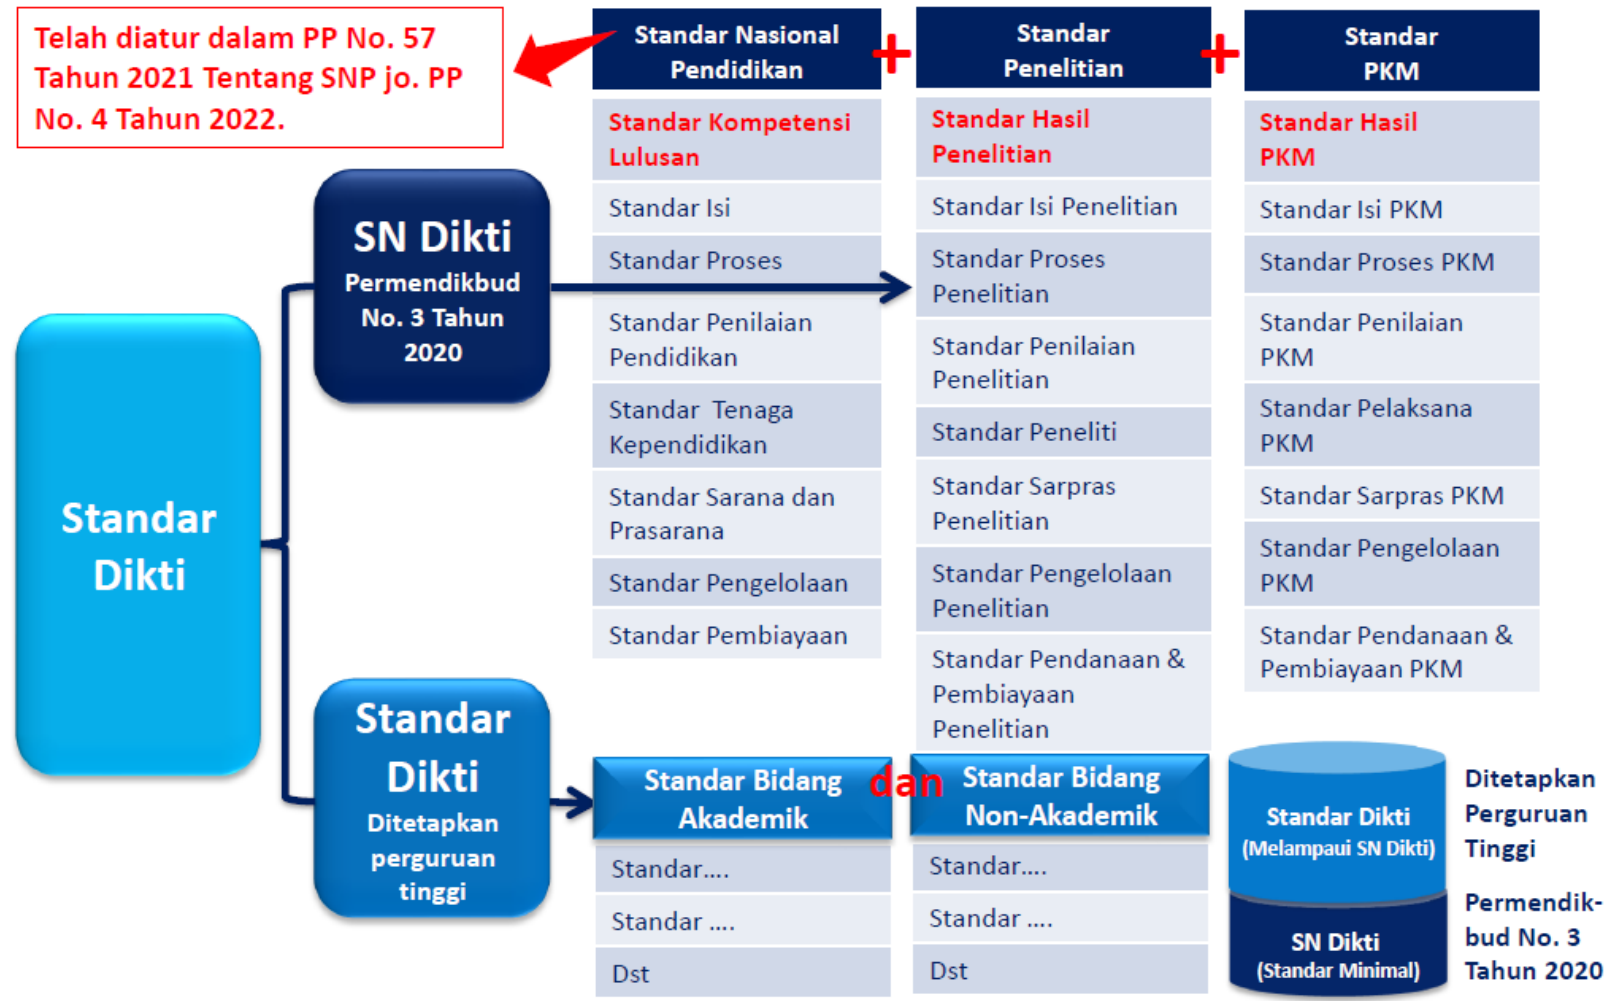 Telah diatur dalam PP No. 57
Tahun 2021 Tentang SNP jo. PP
No. 4 Tahun 2022.
Standar Nasional
Pendidikan
+
Standar
Penelitian
+
Standar
PKM
Standar Kompetensi
Lulusan
Standar Isi
Standar Proses
Standar Penilaian
Pendidikan
Standar Tenaga
Kependidikan
Standar Sarana dan
Prasarana
Standar Pengelolaan
Standar Pembiayaan
Standar Hasil
Penelitian
Standar Isi Penelitian
Standar Proses
Penelitian
Standar Penilaian
Penelitian
Standar Peneliti
Standar Sarpras
Penelitian
Standar Pengelolaan
Penelitian
Standar Pendanaan &
Pembiayaan
Penelitian
Standar Hasil
PKM
Standar Isi PKM
Standar Proses PKM
Standar Penilaian
PKM
Standar Pelaksana
PKM
Standar Sarpras PKM
Standar Pengelolaan
PKM
Standar Pendanaan &
Pembiayaan PKM
SN Dikti
Permendikbud
No. 3 Tahun
2020
Standar
Dikti
Standar
Dikti
Ditetapkan
perguruan
tinggi
Standar Bidang
Akademik
dan
Standar Bidang
Non-Akademik
Standar....
Standar ....
Dst
Standar....
Standar ....
Dst
Standar Dikti
(Melampaui SN Dikti)
SN Dikti
(Standar Minimal)
Ditetapkan
Perguruan
Tinggi
Permendik-
bud No. 3
Tahun 2020